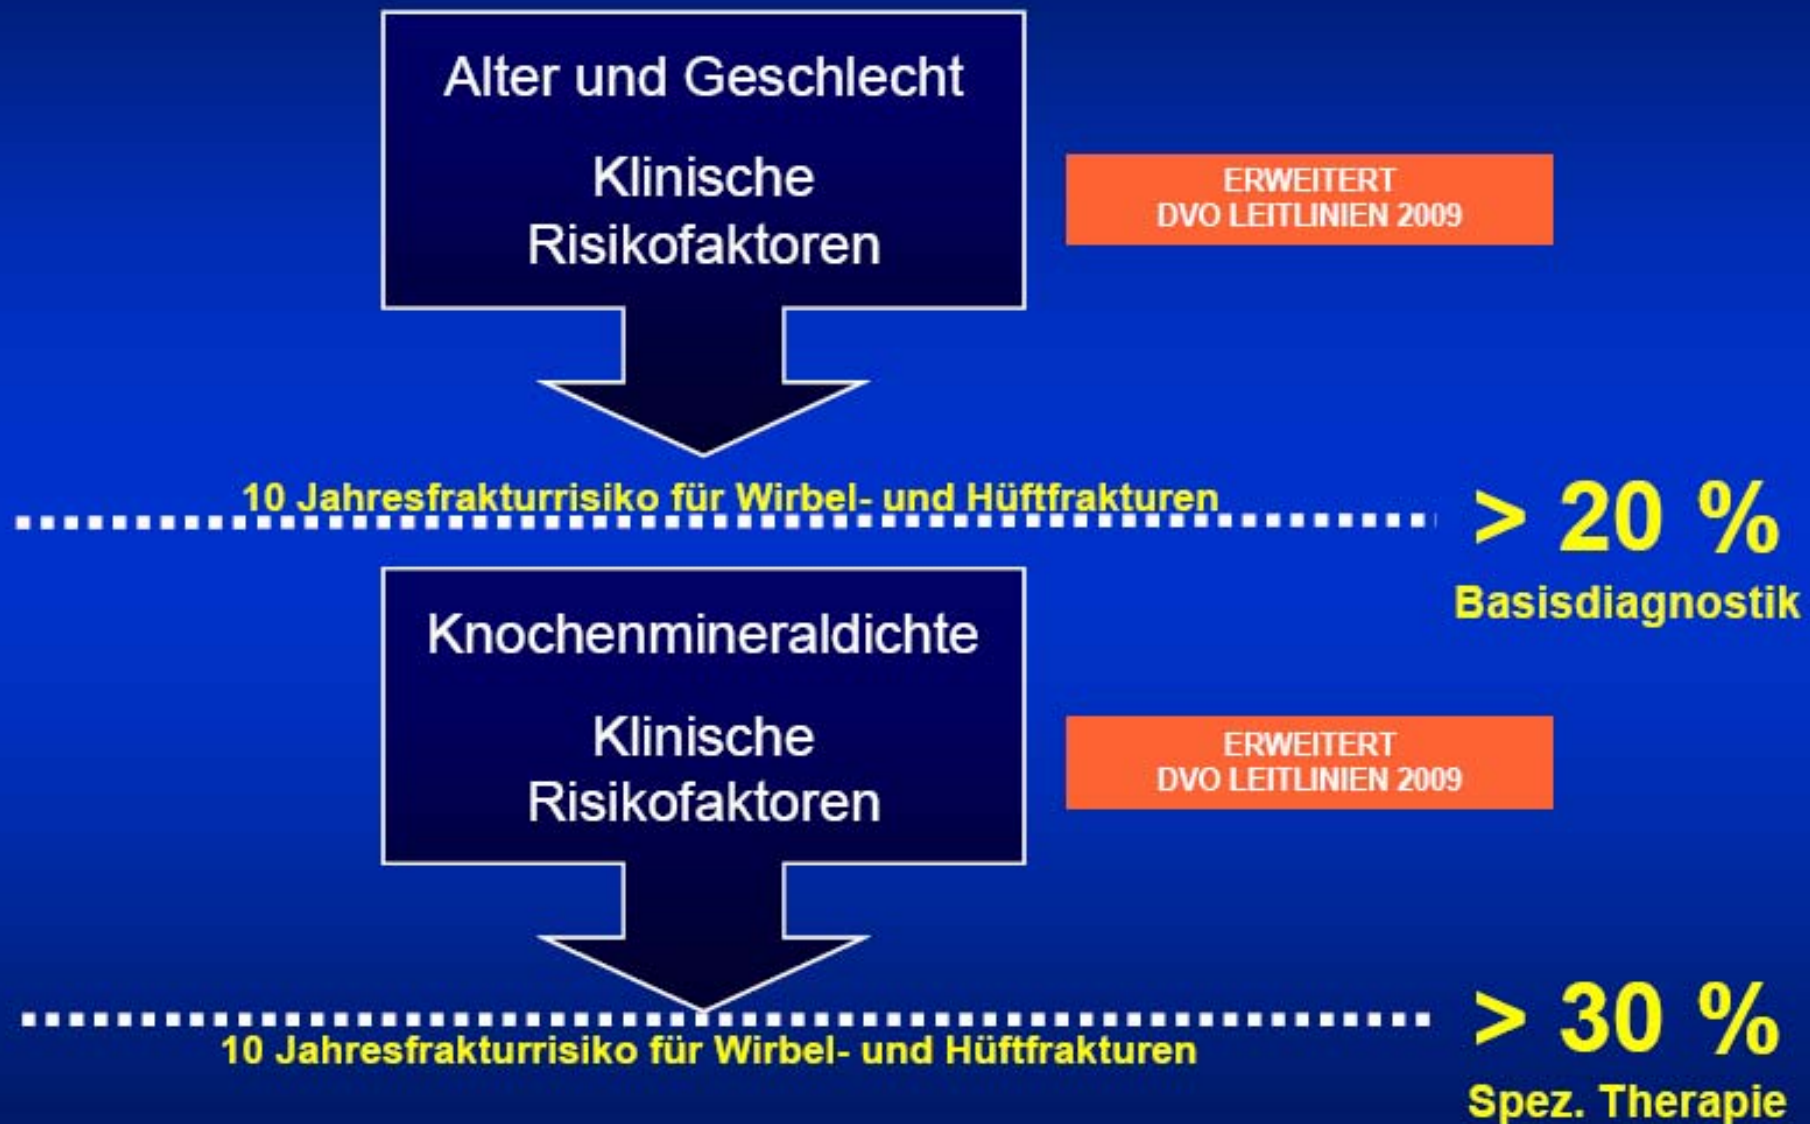 Alter und Geschlecht
Klinische
Risikofaktoren
ERWEITERT
DVO LEITLINIEN 2009
10 Jahresfrakturrisiko für Wirbel- und Hüftfrakturen
> 20 %
Basisdiagnostik
Knochenmineraldichte
Klinische
Risikofaktoren
ERWEITERT
DVO LEITLINIEN 2009
10 Jahresfrakturrisiko für Wirbel- und Hüftfrakturen
> 30 %
Spez. Therapie